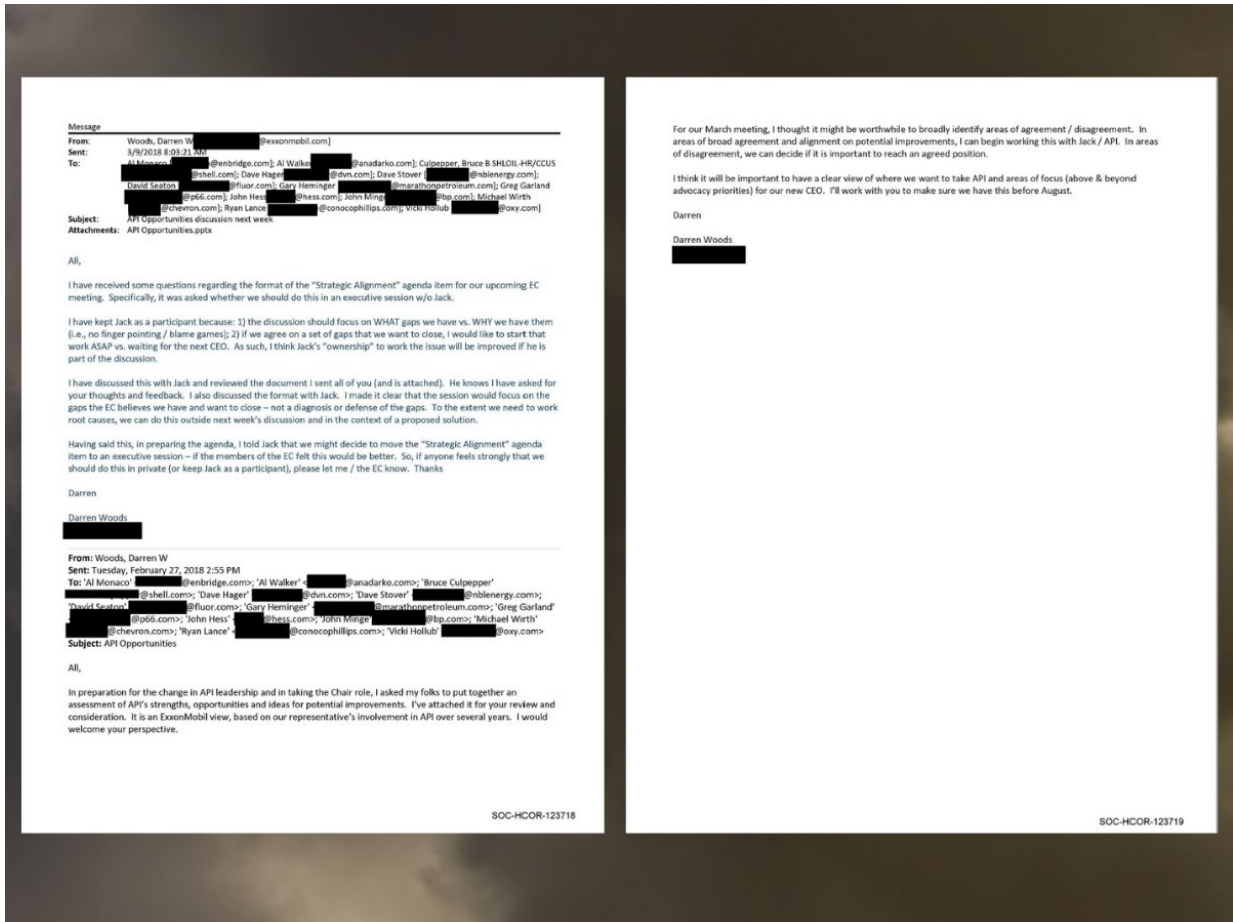 Message
From: Woods, Darren W @exxonmobil.com]
Sent: 3/9/2018 8:03:21 AM
To: Al Monaco [ @enbridge.com]; Al Walker @anadarko.com]; Culpepper, Bruce B SHLOIL-HR/CCUS
@shell.com]; Dave Hager @dvn.com]; Dave Stover [ @nblenergy.com];
David Seaton @fluor.com]; Gary Heminger @marathonpetroleum.com]; Greg Garland
@p66.com]; John Hess @hess.com]; John Minge @bp.com]; Michael Wirth
@chevron.com]; Ryan Lance @conocophillips.com]; Vicki Hollub @oxy.com]
Subject: API Opportunities discussion next week
Attachments: API Opportunities.pptx
All,
I have received some questions regarding the format of the "Strategic Alignment" agenda item for our upcoming EC
meeting. Specifically, it was asked whether we should do this in an executive session w/o Jack.
I have kept Jack as a participant because: 1) the discussion should focus on WHAT gaps we have vs. WHY we have them
(i.e., no finger pointing / blame games); 2) if we agree on a set of gaps that we want to close, I would like to start that
work ASAP vs. waiting for the next CEO. As such, I think Jack's "ownership" to work the issue will be improved if he is
part of the discussion.
I have discussed this with Jack and reviewed the document I sent all of you (and is attached). He knows I have asked for
your thoughts and feedback. I also discussed the format with Jack. I made it clear that the session would focus on the
gaps the EC believes we have and want to close – not a diagnosis or defense of the gaps. To the extent we need to work
root causes, we can do this outside next week's discussion and in the context of a proposed solution.
Having said this, in preparing the agenda, I told Jack that we might decide to move the "Strategic Alignment" agenda
item to an executive session – if the members of the EC felt this would be better. So, if anyone feels strongly that we
should do this in private (or keep Jack as a participant), please let me / the EC know. Thanks
Darren
Darren Woods
From: Woods, Darren W
Sent: Tuesday, February 27, 2018 2:55 PM
To: 'Al Monaco' @enbridge.com>; 'Al Walker' < @anadarko.com>; 'Bruce Culpepper'
@shell.com>; 'Dave Hager' @dvn.com>; 'Dave Stover' < @nblenergy.com>;
'David Seaton' @fluor.com>; 'Gary Heminger' < @marathonpetroleum.com>; 'Greg Garland'
@p66.com>; 'John Hess' < @hess.com>; 'John Minge' @bp.com>; 'Michael Wirth'
@chevron.com>; 'Ryan Lance' < @conocophillips.com>; 'Vicki Hollub' @oxy.com>
Subject: API Opportunities
All,
In preparation for the change in API leadership and in taking the Chair role, I asked my folks to put together an
assessment of API's strengths, opportunities and ideas for potential improvements. I've attached it for your review and
consideration. It is an ExxonMobil view, based on our representative's involvement in API over several years. I would
welcome your perspective.
SOC-HCOR-123718
For our March meeting, I thought it might be worthwhile to broadly identify areas of agreement / disagreement. In
areas of broad agreement and alignment on potential improvements, I can begin working this with Jack / API. In areas
of disagreement, we can decide if it is important to reach an agreed position.
I think it will be important to have a clear view of where we want to take API and areas of focus (above & beyond
advocacy priorities) for our new CEO. I'll work with you to make sure we have this before August.
Darren
Darren Woods
SOC-HCOR-123719